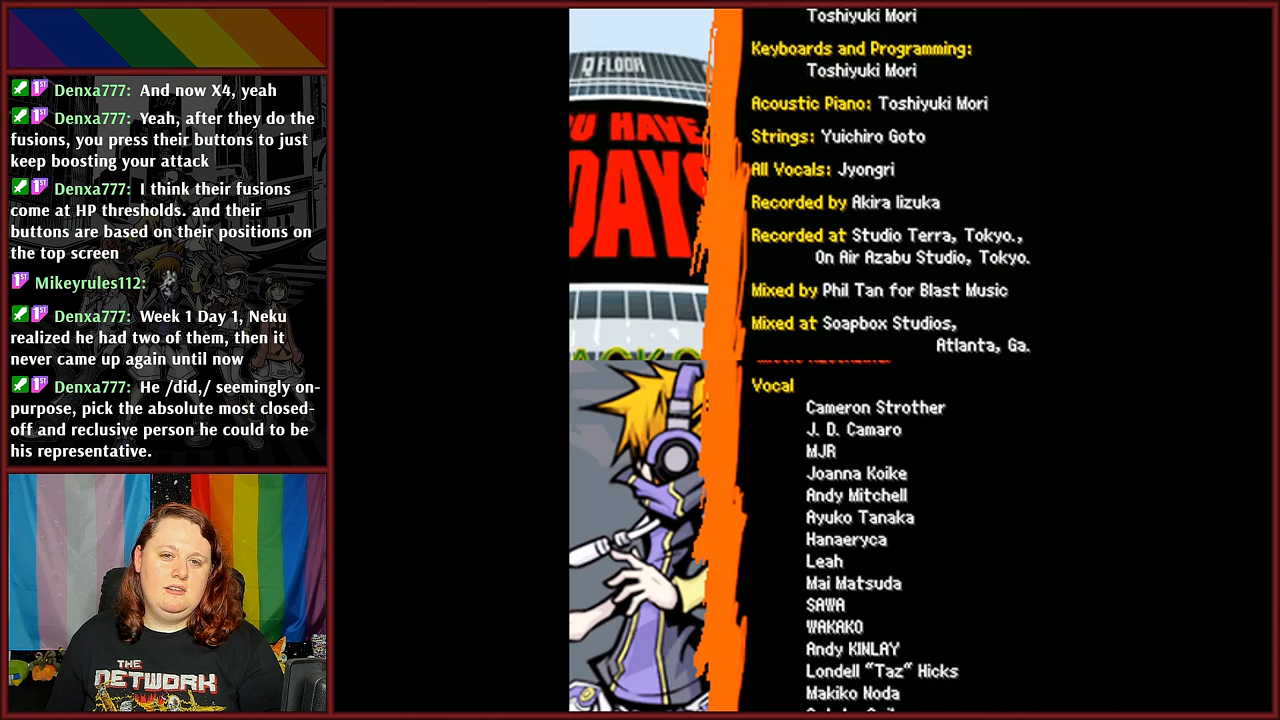 Denxa777: And now X4, yeah
Denxa777: Yeah, after they do the
fusions, you press their buttons to just
keep boosting your attack
Denxa777: I think their fusions
come at HP thresholds. and their
buttons are based on their positions on
the top screen
Mikeyrules112:
Denxa777: Week 1 Day 1, Neku
realized he had two of them, then it
never came up again until now
Denxa777: He /did,/ seemingly on-
purpose, pick the absolute most closed-
off and reclusive person he could to be
his representative.
THE
NETWORK
Q FLOOR
OU HAVE
DAYS
Toshiyuki Mori
Keyboards and Programming:
Toshiyuki Mori
Acoustic Piano: Toshiyuki Mori
Strings: Yuichiro Goto
All Vocals: Jyongri
Recorded by Akira Iizuka
Recorded at Studio Terra, Tokyo.,
On Air Azabu Studio, Tokyo.
Mixed by Phil Tan for Blast Music
Mixed at Soapbox Studios,
Atlanta, Ga.
Vocal
Cameron Strother
J. D. Camaro
MJR
Joanna Koike
Andy Mitchell
Ayuko Tanaka
Hanaeryca
Leah
Mai Matsuda
SAWA
WAKAKO
Andy KINLAY
Londell "Taz" Hicks
Makiko Noda